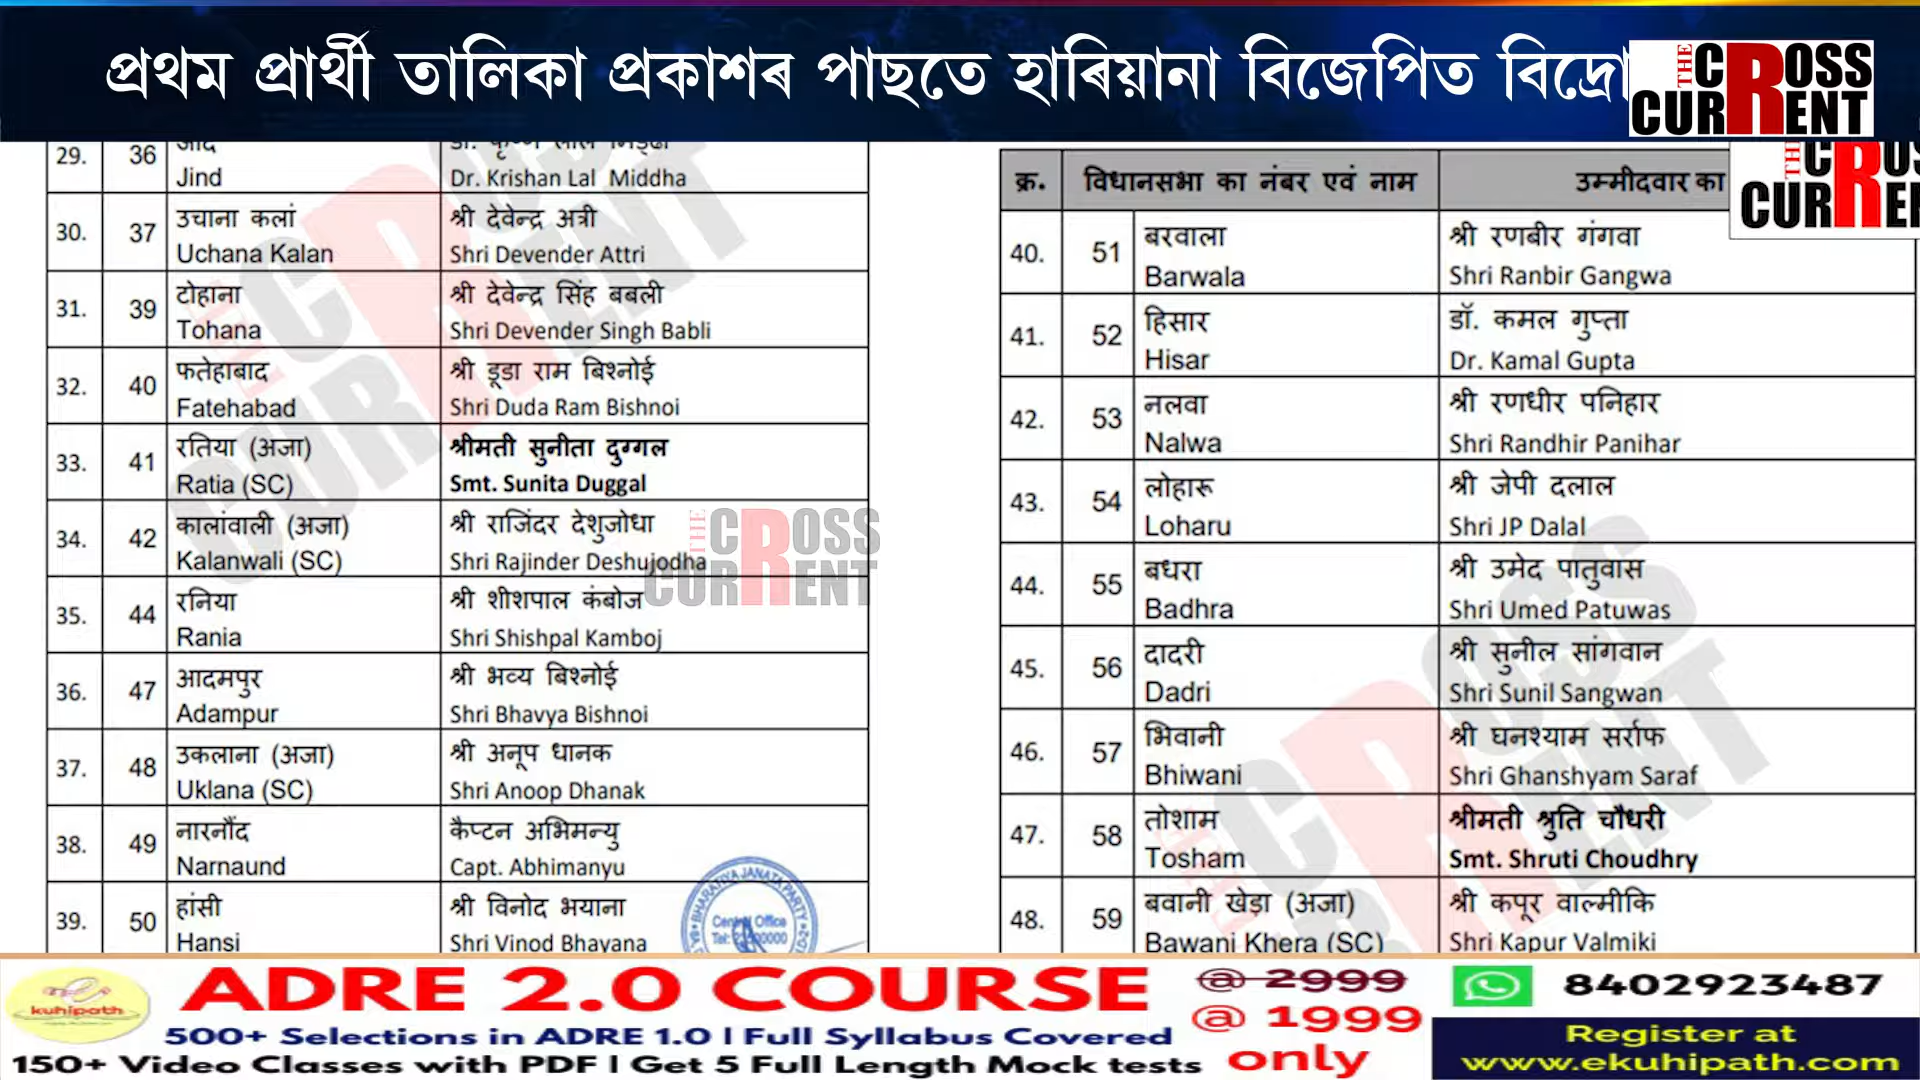 প্ৰথম প্ৰাৰ্থী তালিকা প্ৰকাশৰ পাছতে হাৰিয়ানা বিজেপিত বিদ্ৰো
THE CROSS CURRENT
29. 36 Jind Dr. Krishan Lal Middha
30. 37 उचाना कलां श्री देवेन्द्र अत्री
Uchana Kalan Shri Devender Attri
31. 39 टोहाना श्री देवेन्द्र सिंह बबली
Tohana Shri Devender Singh Babli
32. 40 फतेहाबाद श्री डूडा राम बिश्नोई
Fatehabad Shri Duda Ram Bishnoi
33. 41 रतिया (अजा) श्रीमती सुनीता दुग्गल
Ratia (SC) Smt. Sunita Duggal
34. 42 कालांवाली (अजा) श्री राजिंदर देशुजोधा
Kalanwali (SC) Shri Rajinder Deshujodha
35. 44 रनिया श्री शीशपाल कंबोज
Rania Shri Shishpal Kamboj
36. 47 आदमपुर श्री भव्य बिश्नोई
Adampur Shri Bhavya Bishnoi
37. 48 उकलाना (अजा) श्री अनूप धानक
Uklana (SC) Shri Anoop Dhanak
38. 49 नारनौंद कैप्टन अभिमन्यु
Narnaund Capt. Abhimanyu
39. 50 हांसी श्री विनोद भयाना
Hansi Shri Vinod Bhayana
BHARATIYA JANATA PARTY
Central Office
THE CROSS CURRENT
क्र. विधानसभा का नंबर एवं नाम उम्मीदवार का
40. 51 बरवाला श्री रणबीर गंगवा
Barwala Shri Ranbir Gangwa
41. 52 हिसार डॉ. कमल गुप्ता
Hisar Dr. Kamal Gupta
42. 53 नलवा श्री रणधीर पनिहार
Nalwa Shri Randhir Panihar
43. 54 लोहारू श्री जेपी दलाल
Loharu Shri JP Dalal
44. 55 बधरा श्री उमेद पातुवास
Badhra Shri Umed Patuwas
45. 56 दादरी श्री सुनील सांगवान
Dadri Shri Sunil Sangwan
46. 57 भिवानी श्री घनश्याम सर्राफ
Bhiwani Shri Ghanshyam Saraf
47. 58 तोशाम श्रीमती श्रुति चौधरी
Tosham Smt. Shruti Choudhry
48. 59 बवानी खेड़ा (अजा) श्री कपूर वाल्मीकि
Bawani Khera (SC) Shri Kapur Valmiki
kuhipath
ADRE 2.0 COURSE
500+ Selections in ADRE 1.0 | Full Syllabus Covered
150+ Video Classes with PDF | Get 5 Full Length Mock tests
@ 2999
@ 1999
only
8402923487
Register at
www.ekuhipath.com